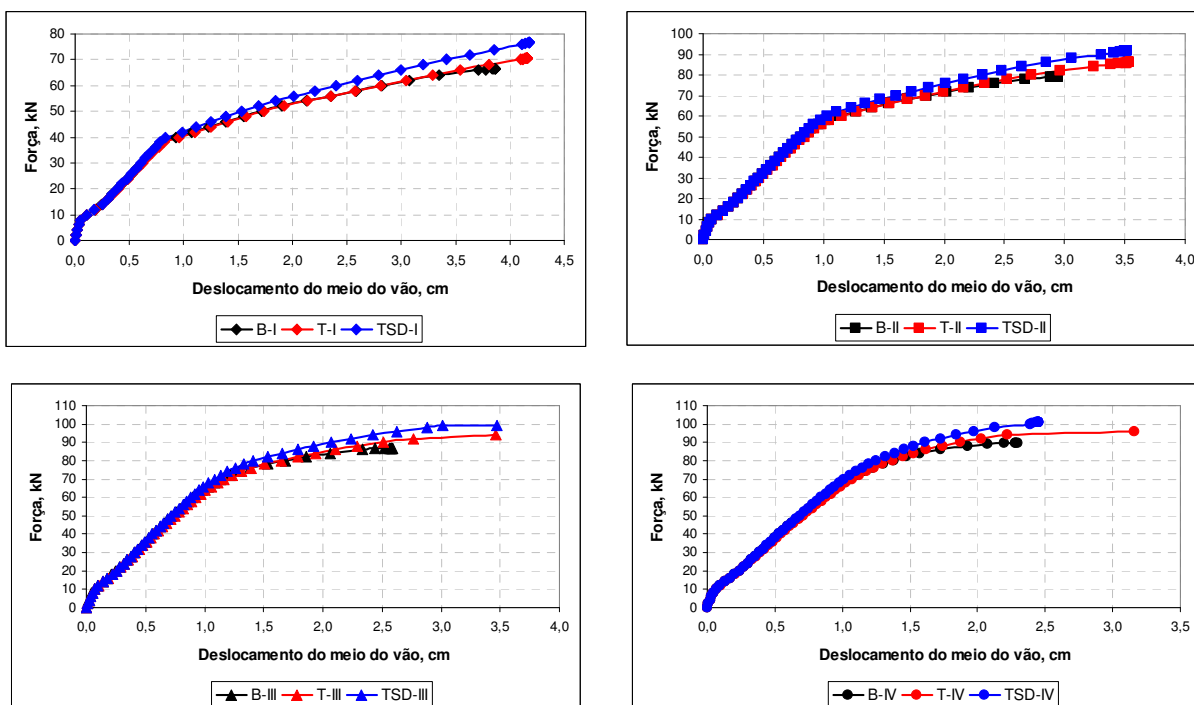 80
70
60
50
40
30
20
10
0
Força, kN
0,0 0,5 1,0 1,5 2,0 2,5 3,0 3,5 4,0 4,5
Deslocamento do meio do vão, cm
B-I T-I TSD-I
100
90
80
70
60
50
40
30
20
10
0
Força, kN
0,0 0,5 1,0 1,5 2,0 2,5 3,0 3,5 4,0
Deslocamento do meio do vão, cm
B-II T-II TSD-II
110
100
90
80
70
60
50
40
30
20
10
0
Força, kN
0,0 0,5 1,0 1,5 2,0 2,5 3,0 3,5 4,0
Deslocamento do meio do vão, cm
B-III T-III TSD-III
110
100
90
80
70
60
50
40
30
20
10
0
Força, kN
0,0 0,5 1,0 1,5 2,0 2,5 3,0 3,5
Deslocamento do meio do vão, cm
B-IV T-IV TSD-IV